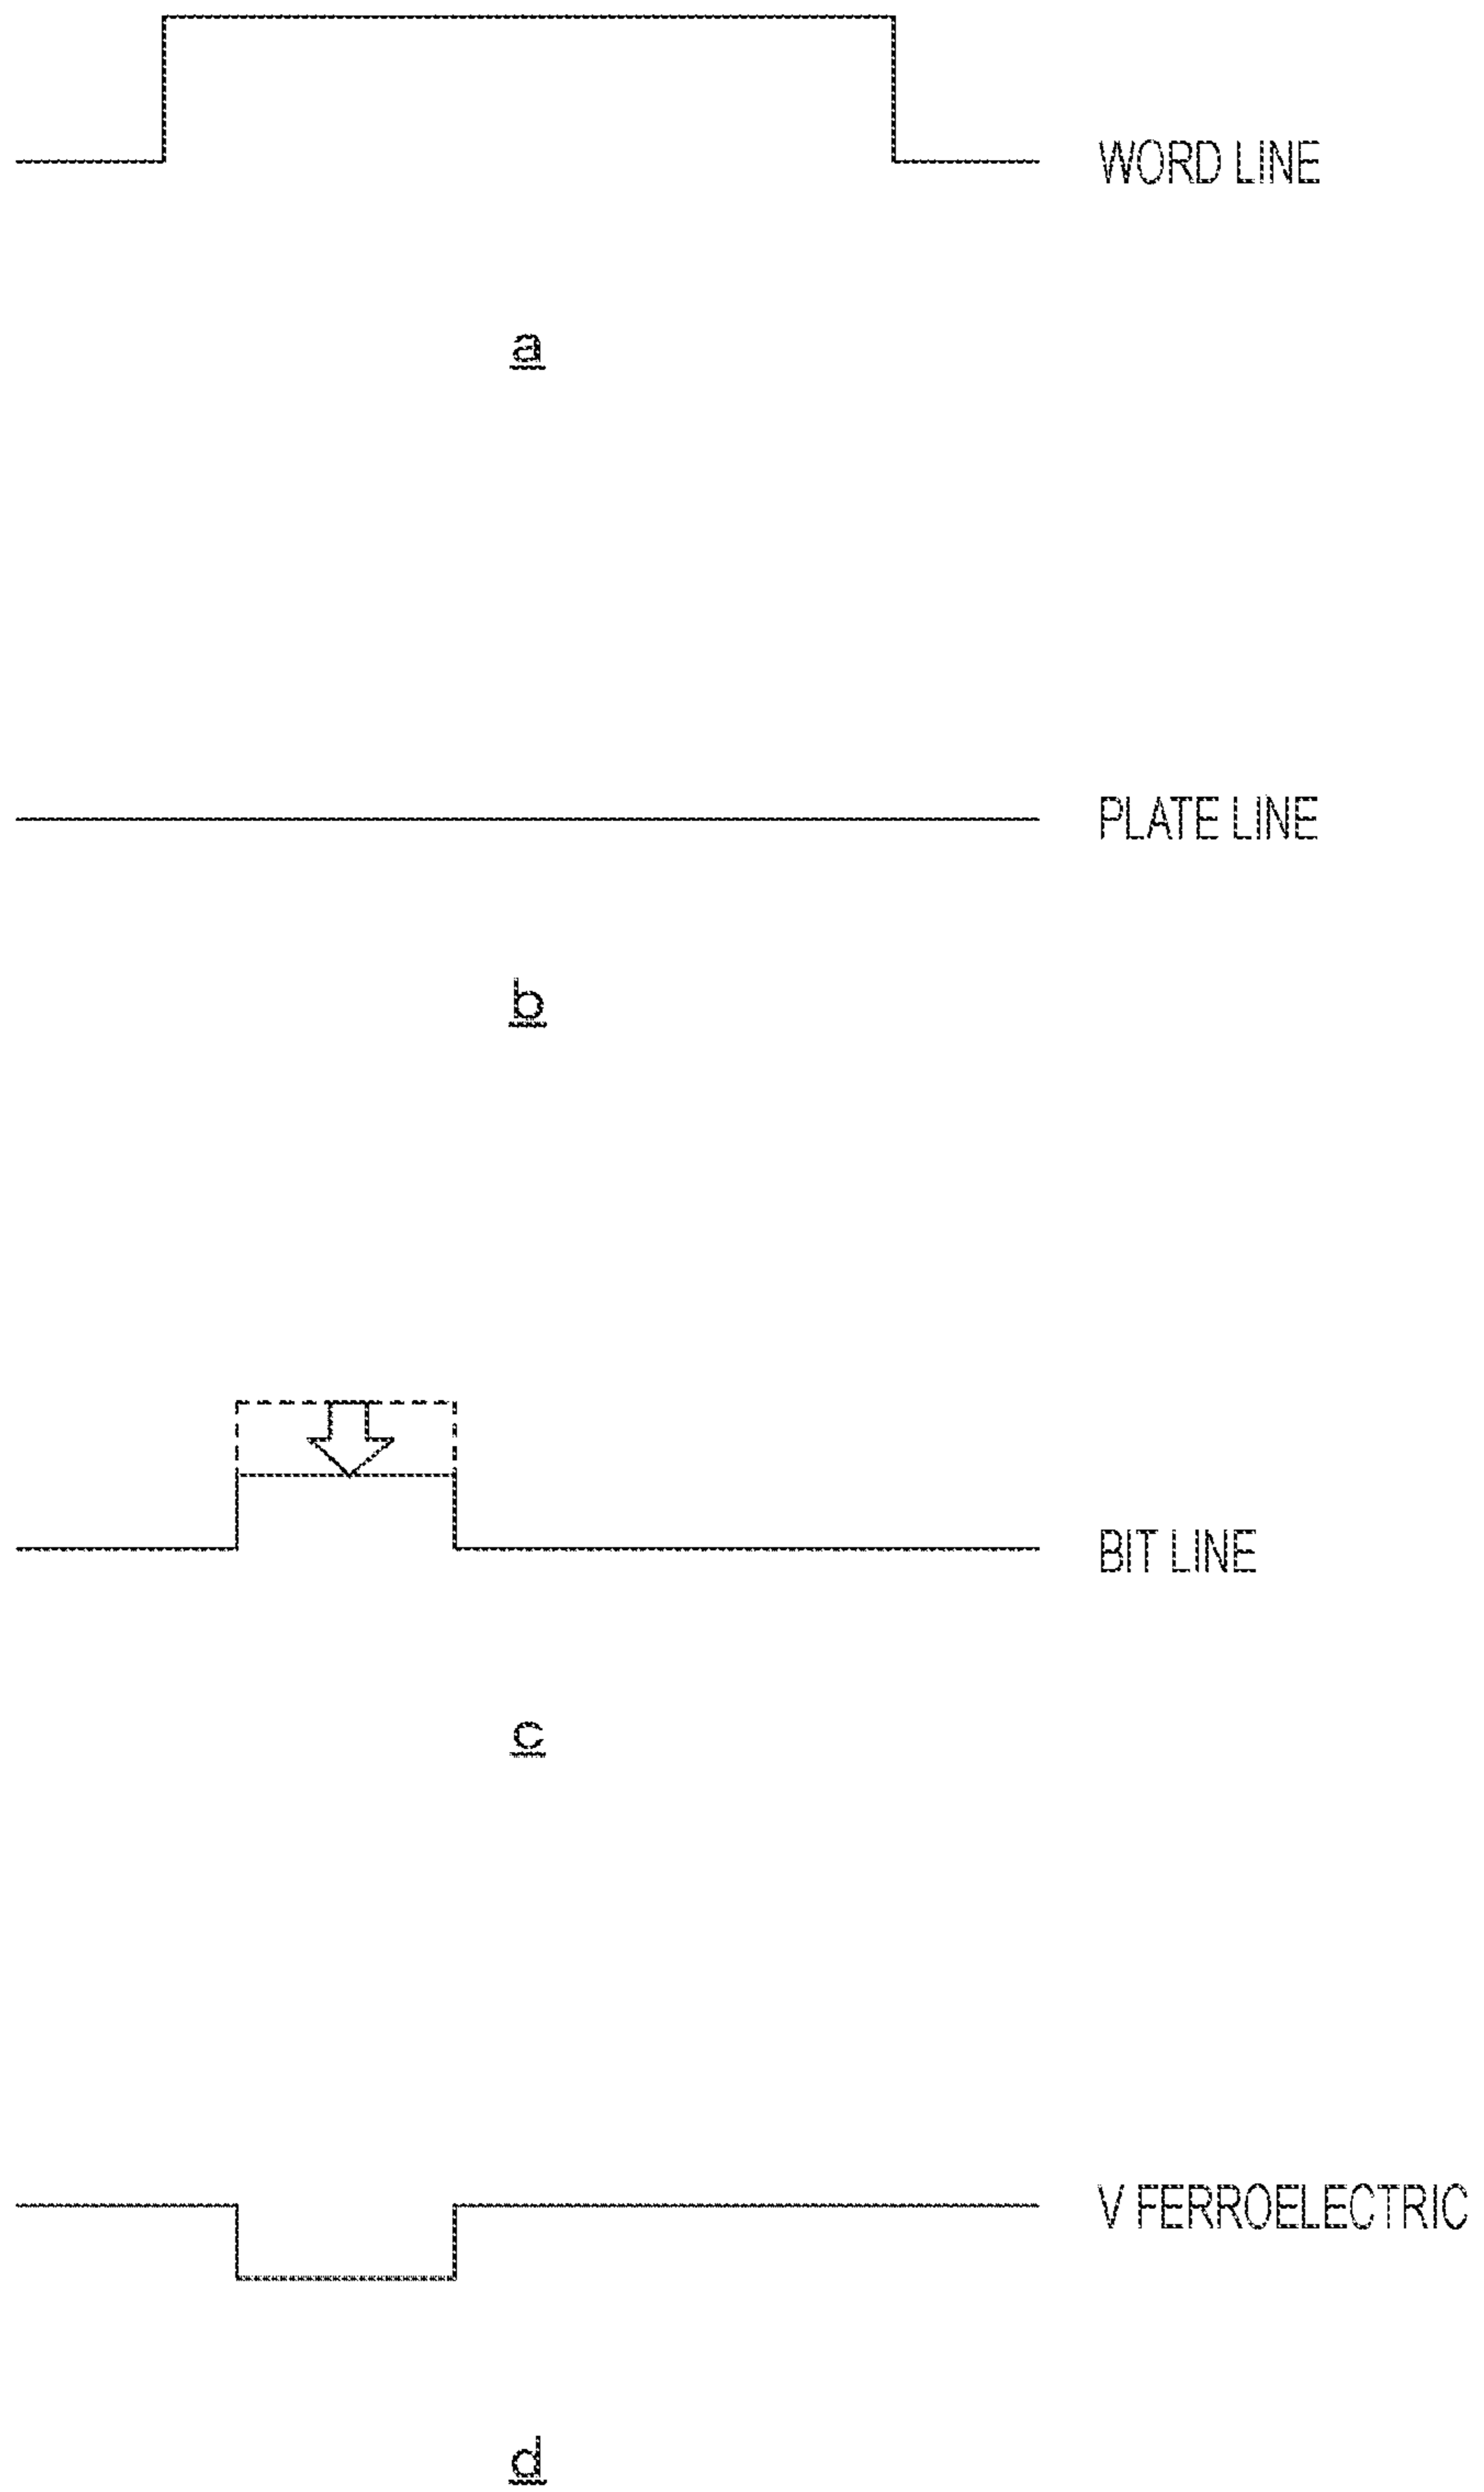 WORD LINE
a
PLATE LINE
b
BIT LINE
c
V FERROELECTRIC
d